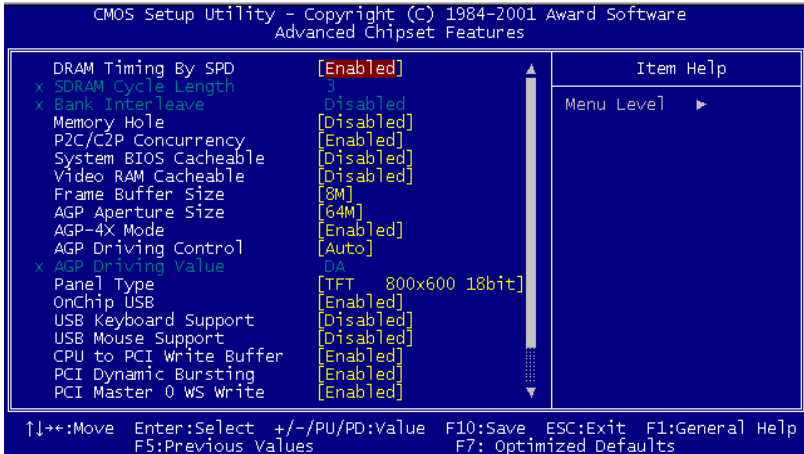 CMOS Setup Utility – Copyright (C) 1984-2001 Award Software
Advanced Chipset Features
DRAM Timing By SPD [Enabled]
x SDRAM Cycle Length 3
x Bank Interleave Disabled
Memory Hole [Disabled]
P2C/C2P Concurrency [Enabled]
System BIOS Cacheable [Disabled]
Video RAM Cacheable [Disabled]
Frame Buffer Size [8M]
AGP Aperture Size [64M]
AGP-4X Mode [Enabled]
AGP Driving Control [Auto]
x AGP Driving Value DA
Panel Type [TFT 800x600 18bit]
OnChip USB [Enabled]
USB Keyboard Support [Disabled]
USB Mouse Support [Disabled]
CPU to PCI Write Buffer [Enabled]
PCI Dynamic Bursting [Enabled]
PCI Master 0 WS Write [Enabled]
Item Help
Menu Level ►
↑↓→←:Move Enter:Select +/-/PU/PD:Value F10:Save ESC:Exit F1:General Help
F5:Previous Values F7: Optimized Defaults